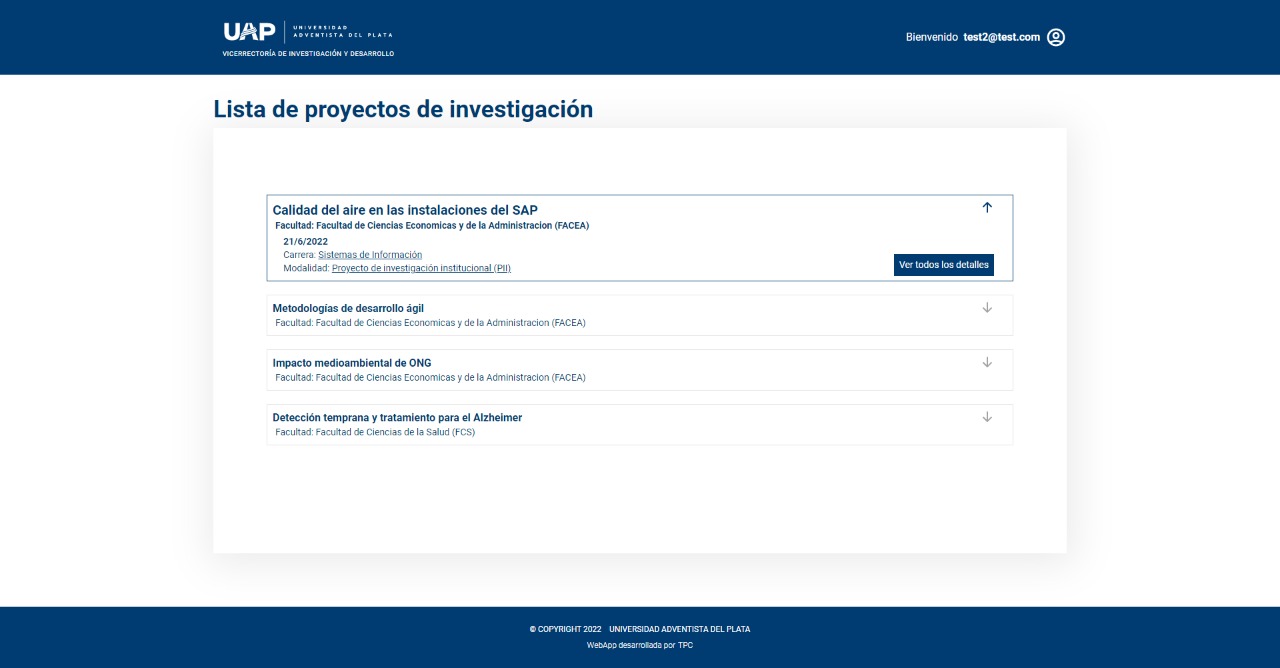 UAP UNIVERSIDAD
ADVENTISTA DEL PLATA
VICERRECTORÍA DE INVESTIGACIÓN Y DESARROLLO
Bienvenido test2@test.com
Lista de proyectos de investigación
Calidad del aire en las instalaciones del SAP
Facultad: Facultad de Ciencias Economicas y de la Administracion (FACEA)
21/6/2022
Carrera: Sistemas de Información
Modalidad: Proyecto de investigación institucional (PII)
Ver todos los detalles
Metodologías de desarrollo ágil
Facultad: Facultad de Ciencias Economicas y de la Administracion (FACEA)
Impacto medioambiental de ONG
Facultad: Facultad de Ciencias Economicas y de la Administracion (FACEA)
Detección temprana y tratamiento para el Alzheimer
Facultad: Facultad de Ciencias de la Salud (FCS)
© COPYRIGHT 2022 UNIVERSIDAD ADVENTISTA DEL PLATA
WebApp desarrollada por TPC